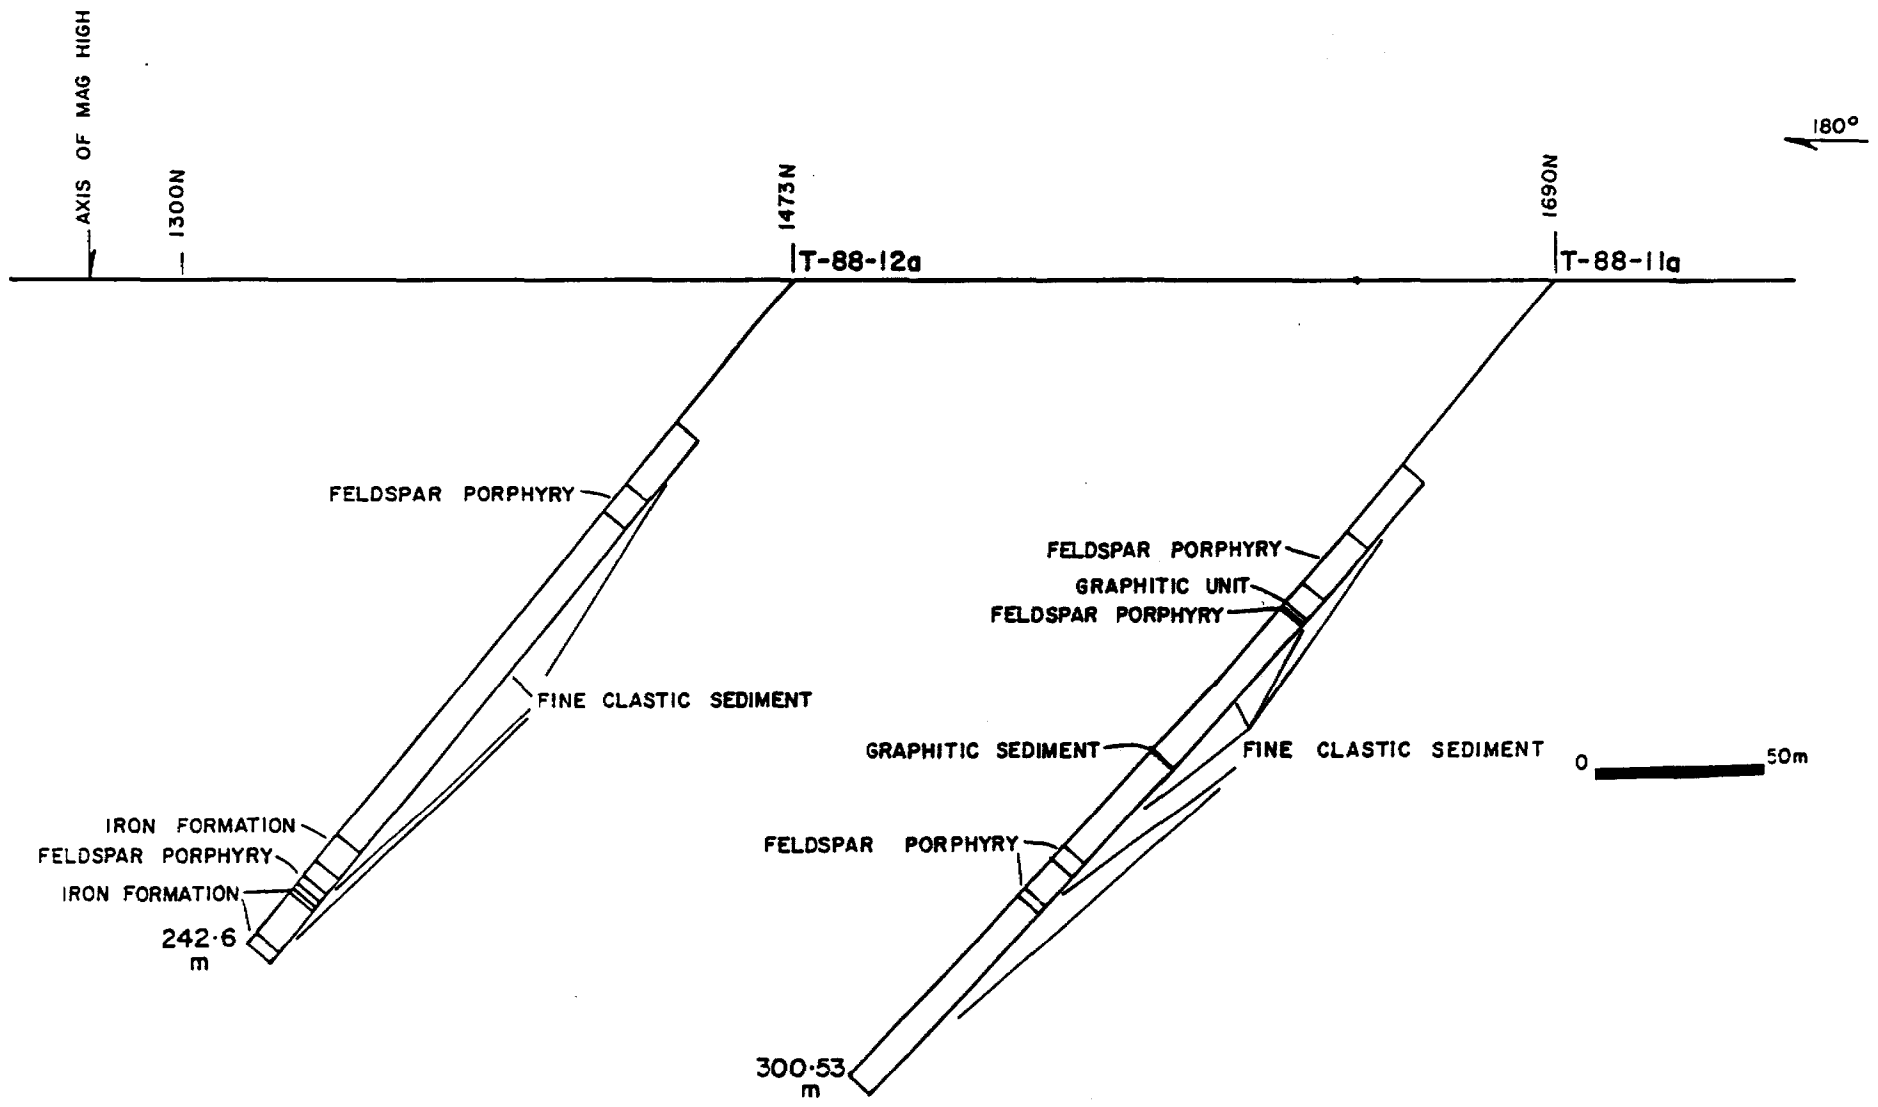 AXIS OF MAG HIGH
1300N
1473N
1690N
180°
T-88-12a
T-88-11a
FELDSPAR PORPHYRY
FELDSPAR PORPHYRY
GRAPHITIC UNIT
FELDSPAR PORPHYRY
FINE CLASTIC SEDIMENT
GRAPHITIC SEDIMENT
FINE CLASTIC SEDIMENT
0
50m
IRON FORMATION
FELDSPAR PORPHYRY
FELDSPAR PORPHYRY
IRON FORMATION
242.6
m
300.53
m